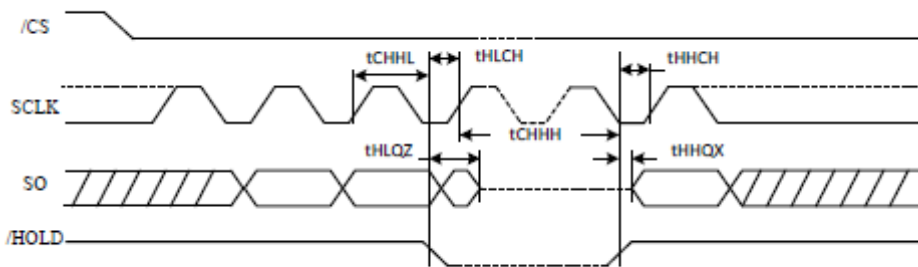 /CS
tCHHL
tHLCH
tHHCH
SCLK
tCHHH
tHLQZ
tHHQX
SO
/HOLD